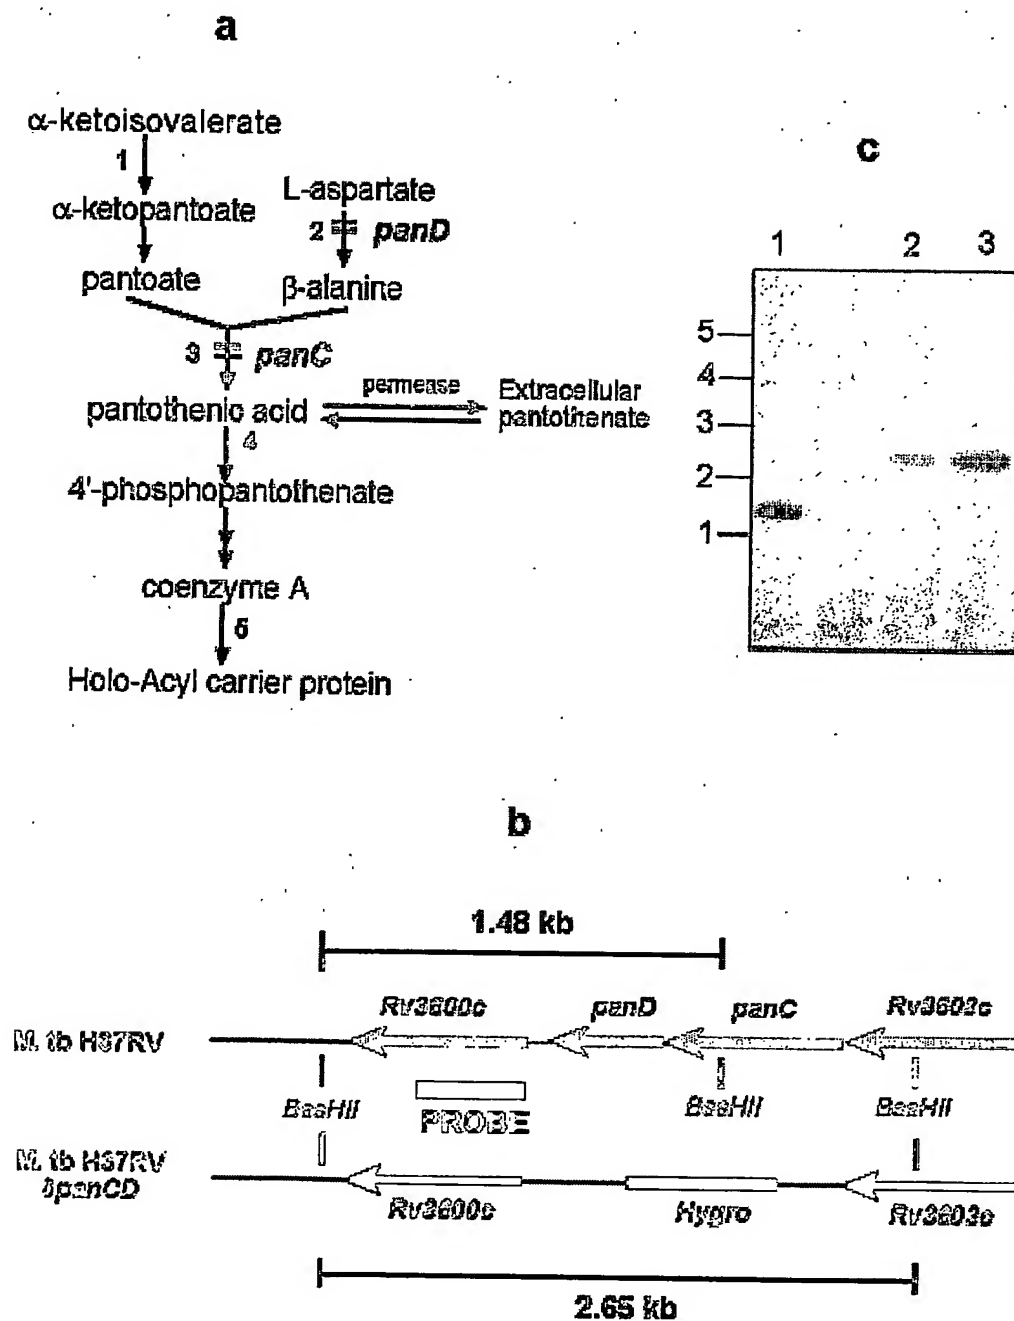 a
α-ketoisovalerate
1
α-ketopantoate
L-aspartate
2 panD
pantoate
β-alanine
3 panC
pantothenic acid
permease
Extracellular
pantothenate
4
4'-phosphopantothenate
coenzyme A
5
Holo-Acyl carrier protein
c
1 2 3
5
4
3
2
1
b
1.48 kb
Rv3600c panD panC Rv3603c
M. tb H37RV
BssHII BssHII BssHII
PROBE
M. tb H37RV
δpanCD
Rv3600c Hygro Rv3603c
2.65 kb